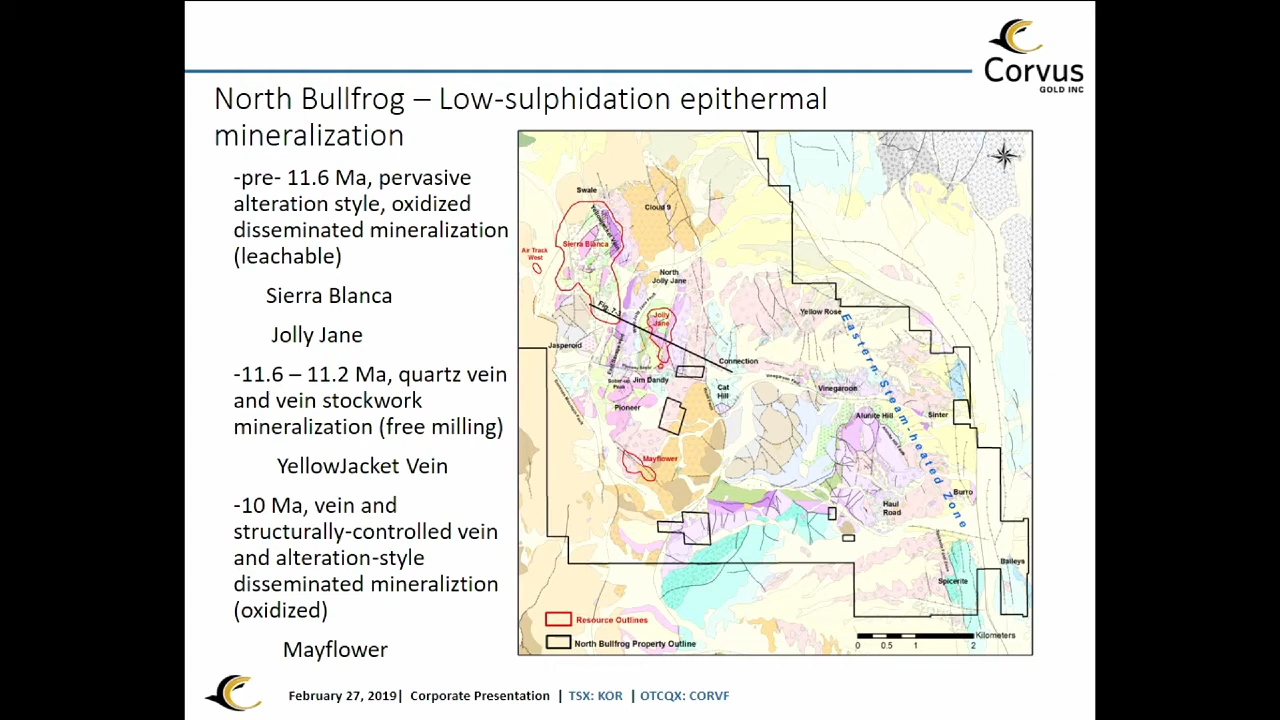 Corvus
GOLD INC
North Bullfrog – Low-sulphidation epithermal
mineralization
-pre- 11.6 Ma, pervasive
alteration style, oxidized
disseminated mineralization
(leachable)
Sierra Blanca
Jolly Jane
-11.6 – 11.2 Ma, quartz vein
and vein stockwork
mineralization (free milling)
YellowJacket Vein
-10 Ma, vein and
structurally-controlled vein
and alteration-style
disseminated mineraliztion
(oxidized)
Mayflower
Swale
Cloud 9
Sierra Blanca
Air Track
West
North
Jolly Jane
Fig. 7
Jolly
Jane
Yellow Rose
Eastern Steam-heated Zone
Jasperoid
Connection
Jim Dandy
Cat
Hill
Vinegaroon
Pioneer
Alunite Hill
Sinter
Mayflower
Burro
Haul
Road
Baileys
Spicerite
Resource Outlines
North Bullfrog Property Outline
Kilometers
0 0.5 1 2
February 27, 2019| Corporate Presentation | TSX: KOR | OTCQX: CORVF